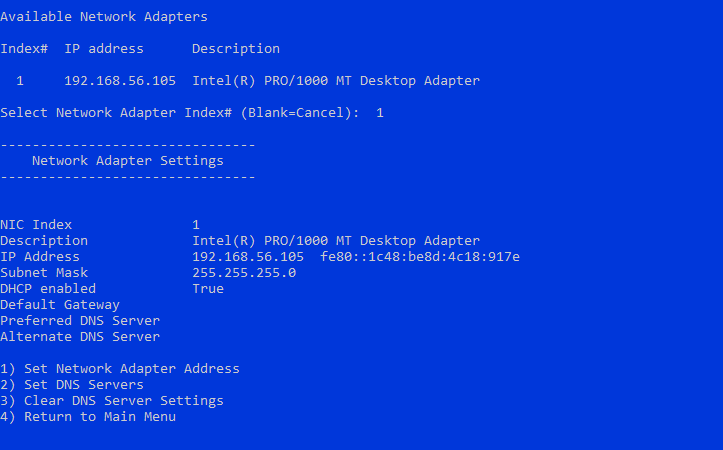 Available Network Adapters
Index#  IP address      Description
  1     192.168.56.105  Intel(R) PRO/1000 MT Desktop Adapter
Select Network Adapter Index# (Blank=Cancel):  1
--------------------------------
    Network Adapter Settings
--------------------------------
NIC Index               1
Description             Intel(R) PRO/1000 MT Desktop Adapter
IP Address              192.168.56.105  fe80::1c48:be8d:4c18:917e
Subnet Mask             255.255.255.0
DHCP enabled            True
Default Gateway
Preferred DNS Server
Alternate DNS Server
1) Set Network Adapter Address
2) Set DNS Servers
3) Clear DNS Server Settings
4) Return to Main Menu